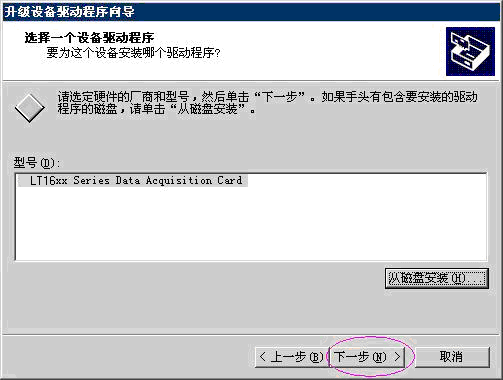 升级设备驱动程序向导
选择一个设备驱动程序
要为这个设备安装哪个驱动程序?
请选定硬件的厂商和型号,然后单击“下一步”。如果手头有包含要安装的驱动
程序的磁盘,请单击“从磁盘安装”。
型号(D):
LT16xx Series Data Acquisition Card
从磁盘安装(H)...
< 上一步(B) 下一步(N) > 取消